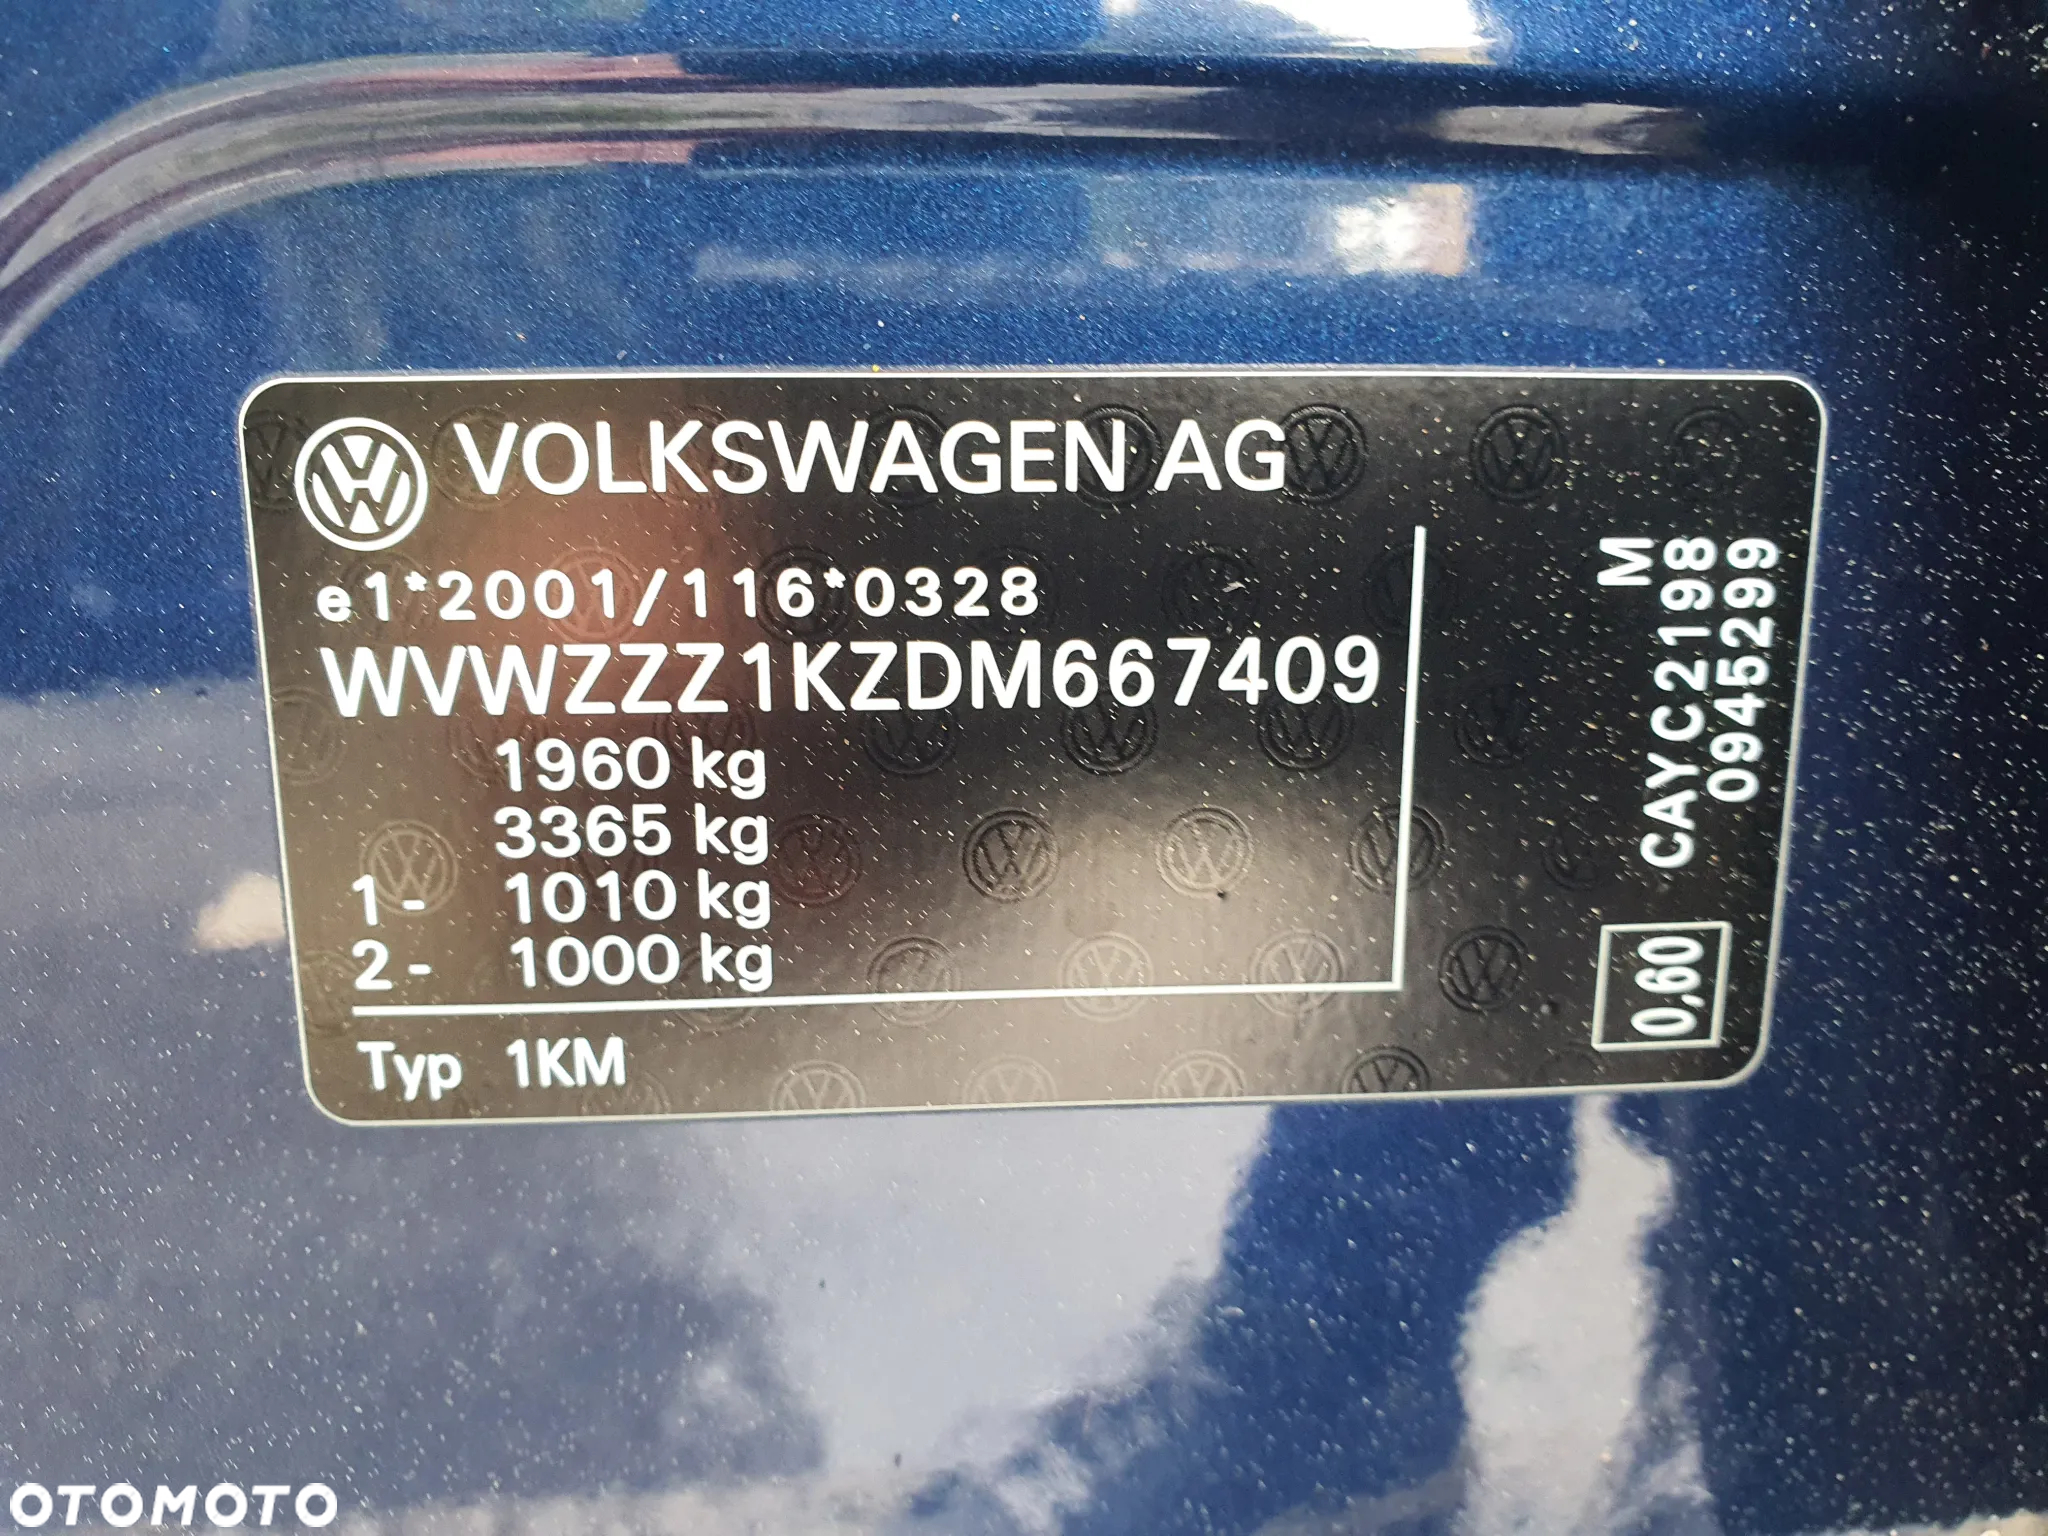 VOLKSWAGEN AG
e1*2001/116*0328
WVWZZZ1KZDM667409
1960 kg
3365 kg
1- 1010 kg
2- 1000 kg
Typ 1KM
M
CAYC2198
0945299
0,60
OTOMOTO